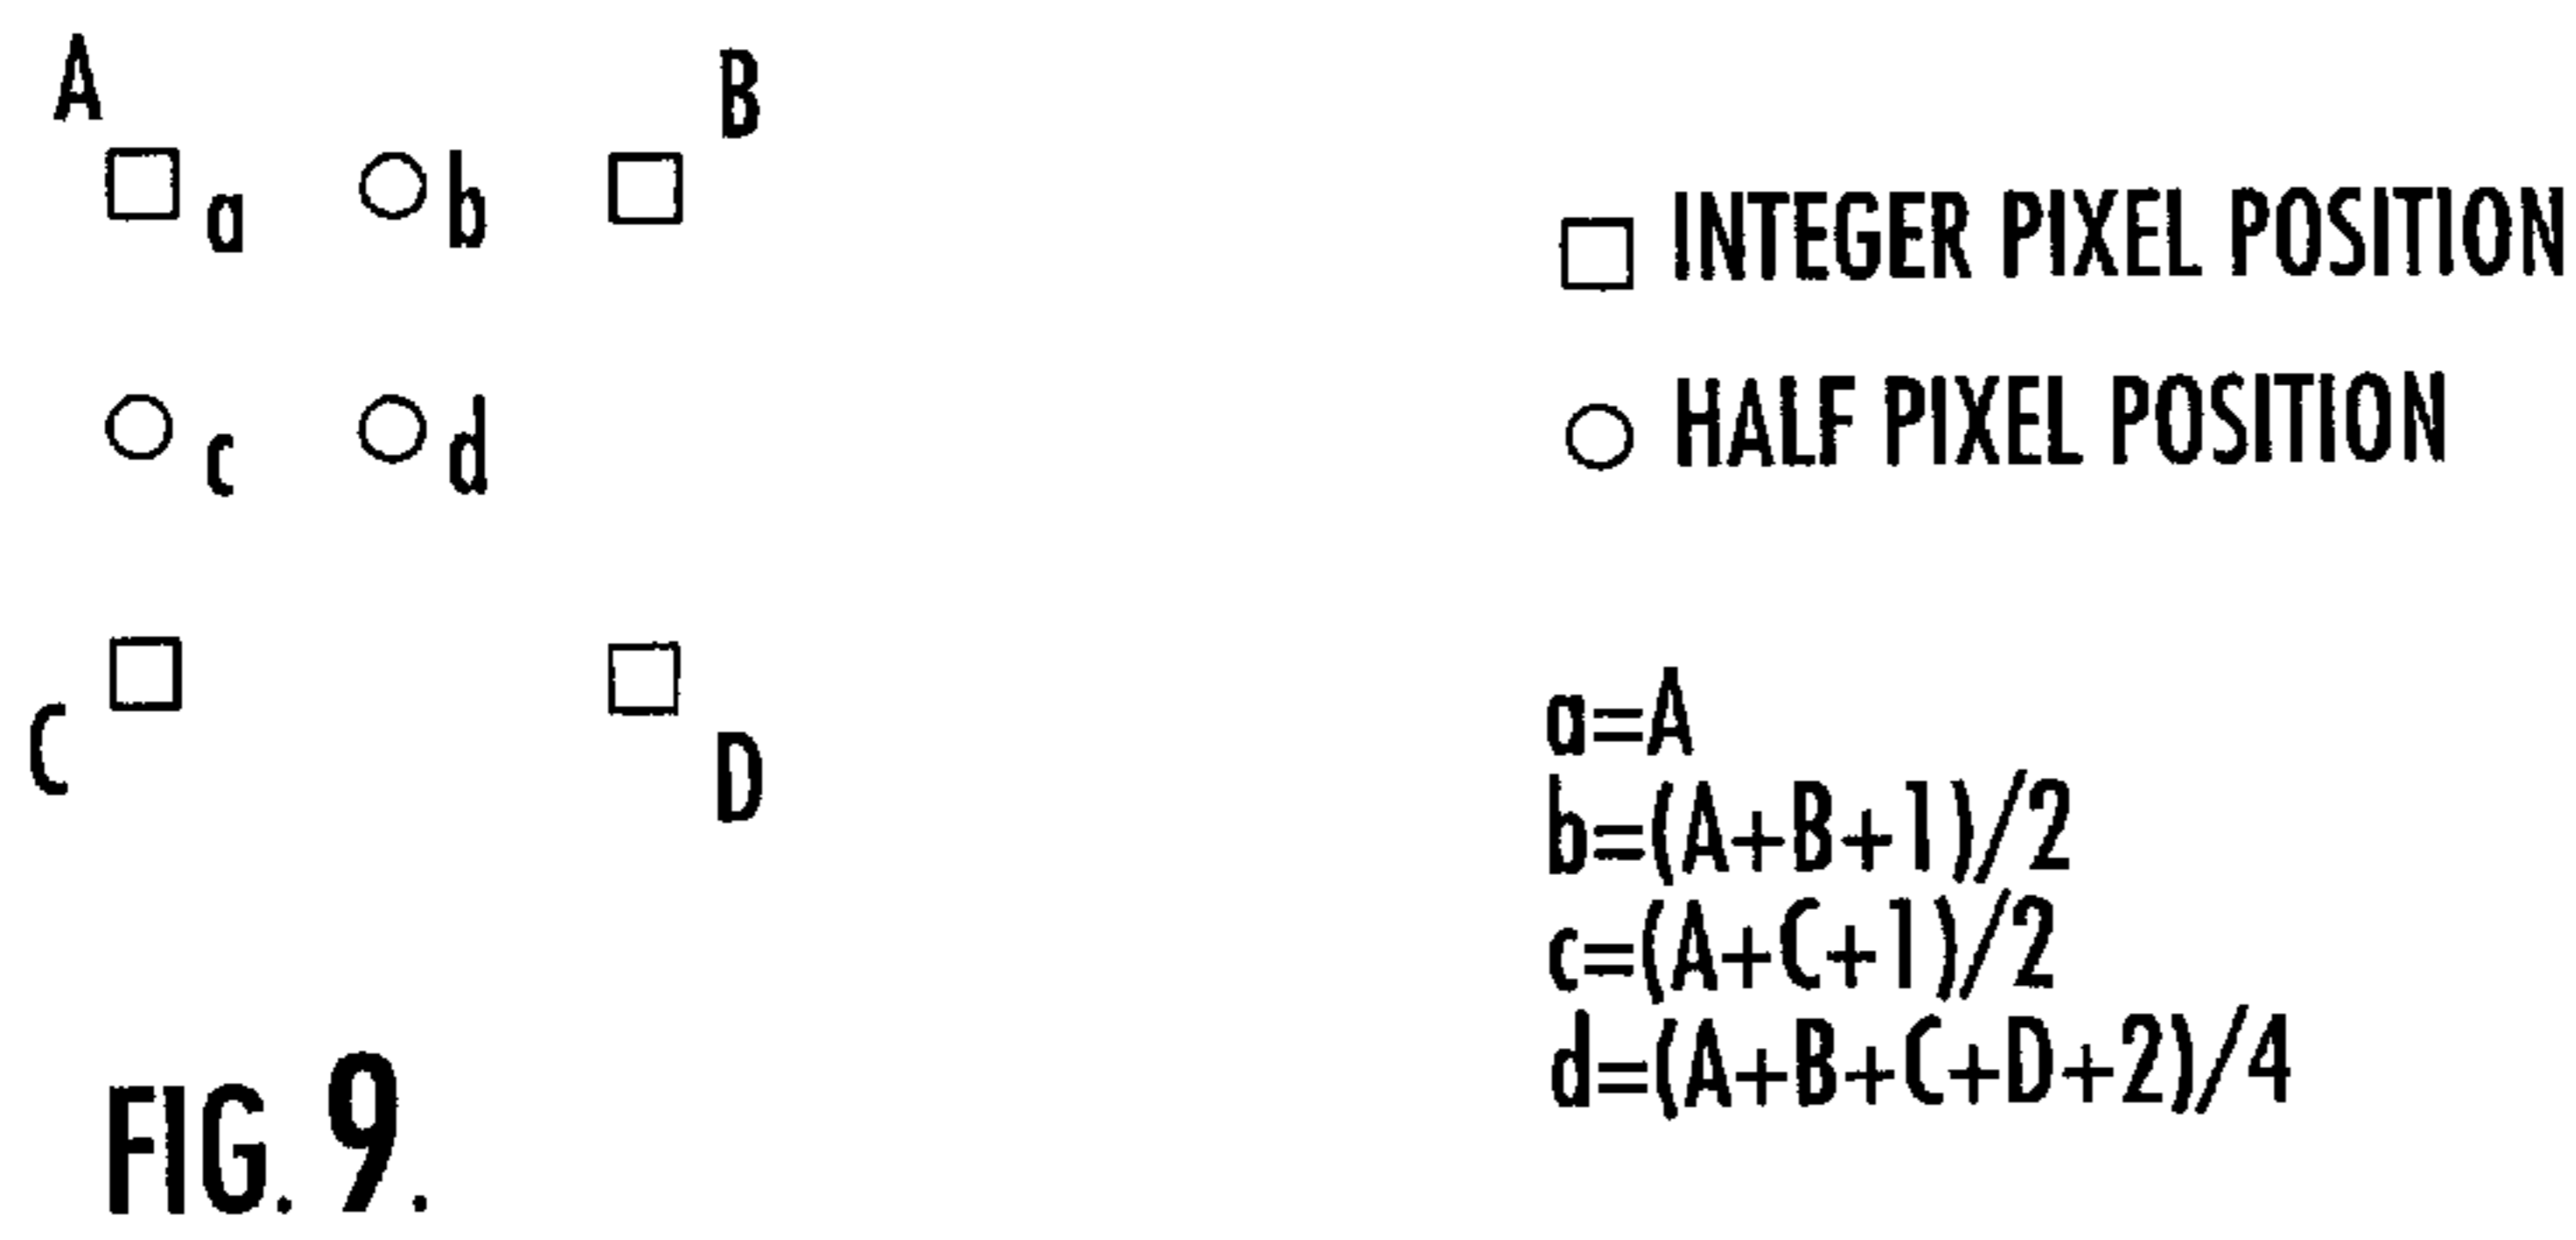 A
B
a
b
c
d
C
D
INTEGER PIXEL POSITION
HALF PIXEL POSITION
a=A
b=(A+B+1)/2
c=(A+C+1)/2
d=(A+B+C+D+2)/4
FIG. 9.